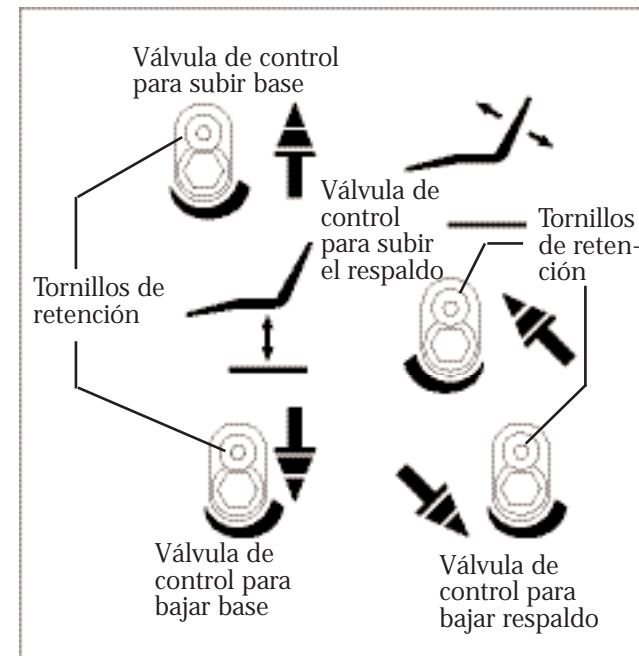 Válvula de control
para subir base
Válvula de
control
para subir
el respaldo
Tornillos
de reten-
ción
Tornillos de
retención
Válvula de
control para
bajar base
Válvula de
control para
bajar respaldo